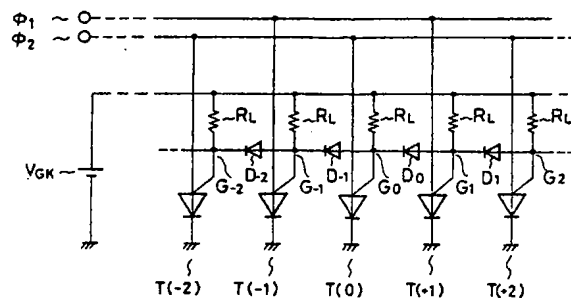 Φ1 ~
Φ2 ~
~RL ~RL ~RL ~RL ~RL
VGK~
D-2 D-1 D0 D1
G-2 G-1 G0 G1 G2
T(-2) T(-1) T(0) T(+1) T(+2)